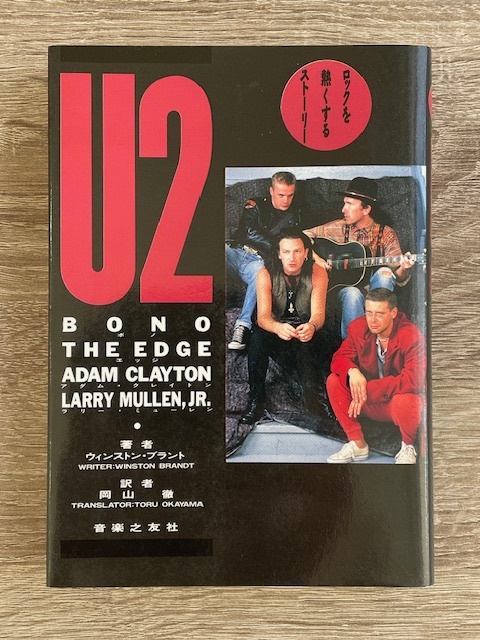 U2
ロックを
熱くする
ストーリー
BONO
ボノ
THE EDGE
エッジ
ADAM CLAYTON
アダム・クレイトン
LARRY MULLEN, JR.
ラリー・ミューレン
著者
ウィンストン・ブラント
WRITER:WINSTON BRANDT
訳者
岡山 徹
TRANSLATOR:TORU OKAYAMA
音楽之友社